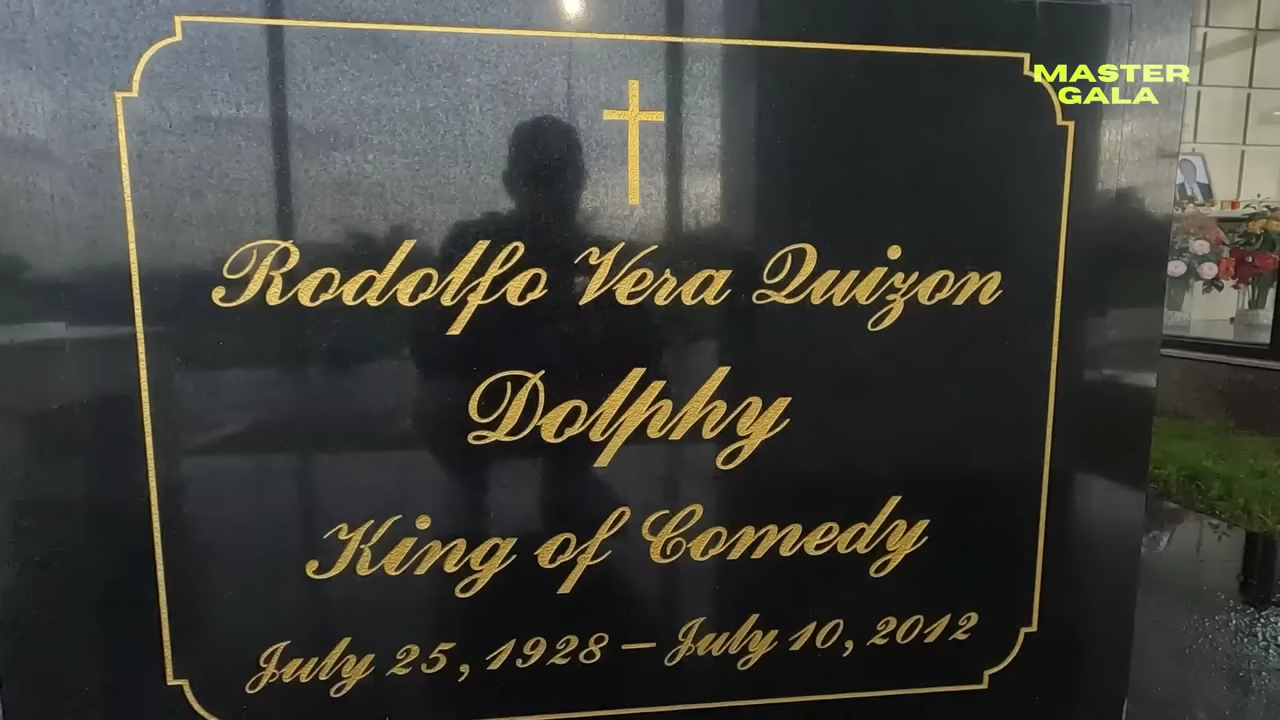 MASTER
GALA
Rodolfo Vera Quizon
Dolphy
King of Comedy
July 25, 1928 – July 10, 2012